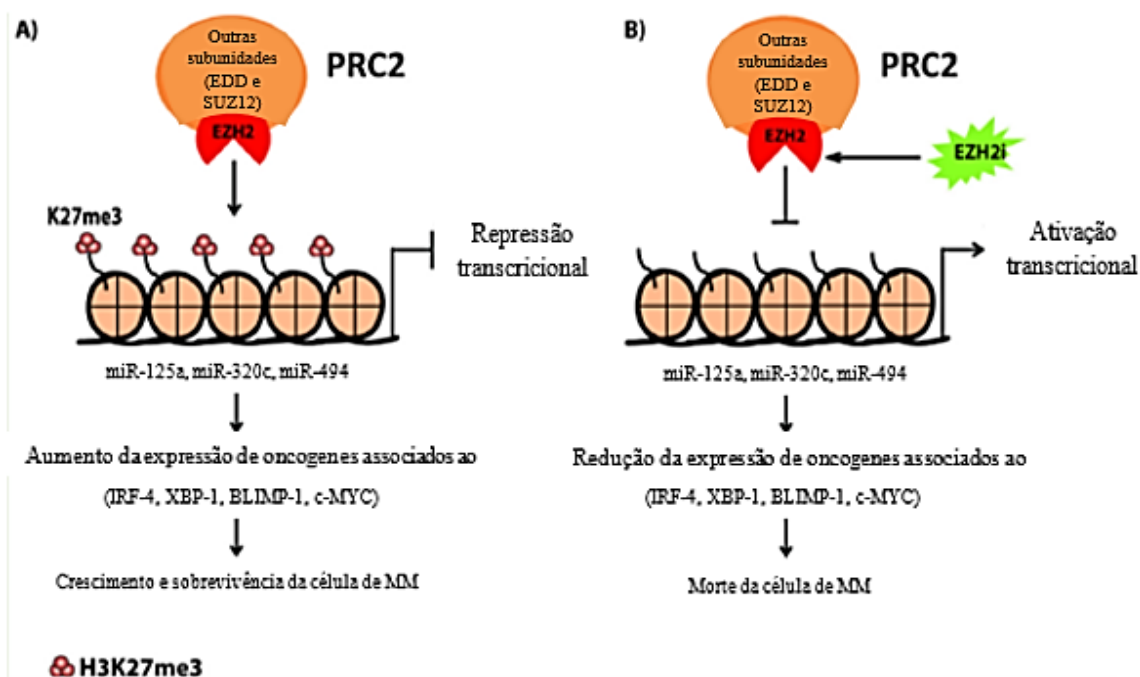 A)
Outras
subunidades
(EDD e
SUZ12)
PRC2
EZH2
K27me3
Repressão
transcricional
miR-125a, miR-320c, miR-494
Aumento da expressão de oncogenes associados ao
(IRF-4, XBP-1, BLIMP-1, c-MYC)
Crescimento e sobrevivência da célula de MM
H3K27me3
B)
Outras
subunidades
(EDD e
SUZ12)
PRC2
EZH2
EZH2i
Ativação
transcricional
miR-125a, miR-320c, miR-494
Redução da expressão de oncogenes associados ao
(IRF-4, XBP-1, BLIMP-1, c-MYC)
Morte da célula de MM